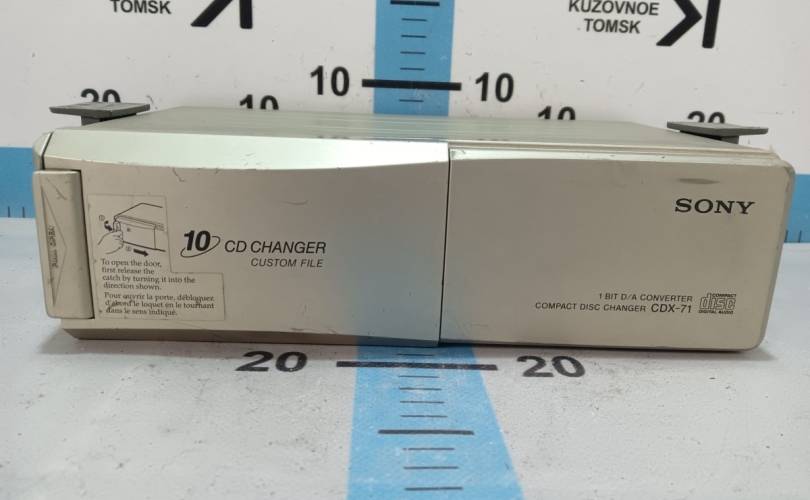 TOMSK
KUZOVNOE
TOMSK
10
10
20
10
10
20
SONY
10 CD CHANGER
CUSTOM FILE
To open the door,
first release the
catch by turning it into the
direction shown.
Pour ouvrir la porte, débloquez
d'abord le loquet en le tournant
dans le sens indiqué.
1 BIT D/A CONVERTER
COMPACT DISC CHANGER CDX-71
COMPACT
disc
DIGITAL AUDIO
20
20